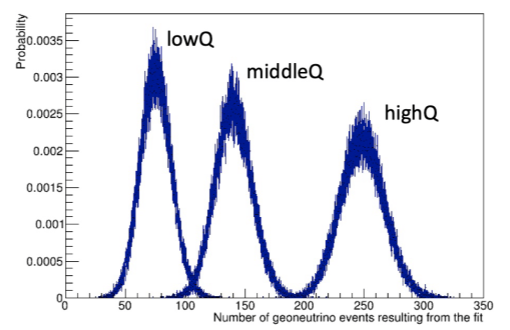 Probability
0.0035
0.003
0.0025
0.002
0.0015
0.001
0.0005
0
lowQ
middleQ
highQ
0 50 100 150 200 250 300 350
Number of geoneutrino events resulting from the fit